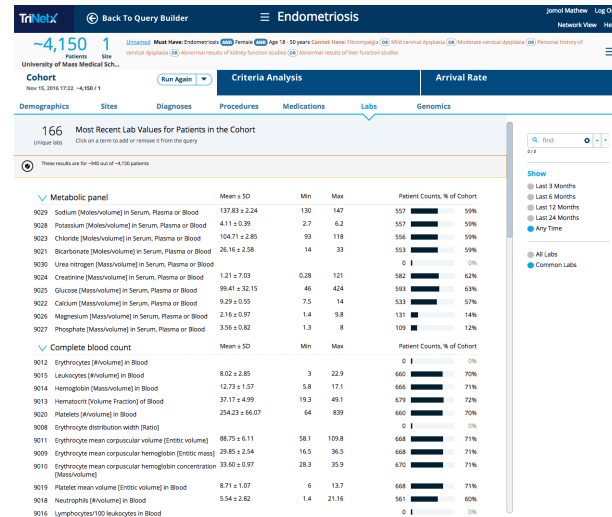 TriNetX
Back To Query Builder
Endometriosis
Jomol Mathew Log O
Network View He
~4,150 1
Patients Site
University of Mass Medical Sch...
Unnamed Must Have: Endometriosis AND Female AND Age 18 - 50 years Cannot Have: Fibromyalgia OR Mild cervical dysplasia OR Moderate cervical dysplasia OR Personal history of
cervical dysplasia OR Abnormal results of kidney function studies OR Abnormal results of liver function studies
Cohort
Nov 15, 2016 17:22 ~4,150 / 1
Run Again
Criteria Analysis
Arrival Rate
Demographics Sites Diagnoses Procedures Medications Labs Genomics
166
Unique labs
Most Recent Lab Values for Patients in the Cohort
Click on a term to add or remove it from the query
These results are for ~940 out of ~4,150 patients
Metabolic panel Mean ± SD Min Max Patient Counts, % of Cohort
9029 Sodium [Moles/volume] in Serum, Plasma or Blood 137.83 ± 2.24 130 147 557 59%
9028 Potassium [Moles/volume] in Serum, Plasma or Blood 4.11 ± 0.39 2.7 6.2 557 59%
9023 Chloride [Moles/volume] in Serum, Plasma or Blood 104.71 ± 2.85 93 118 556 59%
9021 Bicarbonate [Moles/volume] in Serum, Plasma or Blood 26.16 ± 2.58 14 33 553 59%
9030 Urea nitrogen [Mass/volume] in Serum, Plasma or Blood 0 0%
9024 Creatinine [Mass/volume] in Serum, Plasma or Blood 1.21 ± 7.03 0.28 121 582 62%
9025 Glucose [Mass/volume] in Serum, Plasma or Blood 99.41 ± 32.15 46 424 593 63%
9022 Calcium [Mass/volume] in Serum, Plasma or Blood 9.29 ± 0.55 7.5 14 533 57%
9026 Magnesium [Mass/volume] in Serum, Plasma or Blood 2.16 ± 0.97 1.4 9.8 131 14%
9027 Phosphate [Mass/volume] in Serum, Plasma or Blood 3.56 ± 0.82 1.3 8 109 12%
Complete blood count Mean ± SD Min Max Patient Counts, % of Cohort
9012 Erythrocytes [#/volume] in Blood 0 0%
9015 Leukocytes [#/volume] in Blood 8.02 ± 2.85 3 22.9 660 70%
9014 Hemoglobin [Mass/volume] in Blood 12.73 ± 1.57 5.8 17.1 666 71%
9013 Hematocrit [Volume Fraction] of Blood 37.17 ± 4.99 19.3 49.1 679 72%
9020 Platelets [#/volume] in Blood 254.23 ± 66.07 64 839 660 70%
9008 Erythrocyte distribution width [Ratio] 0 0%
9011 Erythrocyte mean corpuscular volume [Entitic volume] 88.75 ± 6.11 58.1 109.8 668 71%
9009 Erythrocyte mean corpuscular hemoglobin [Entitic mass] 29.85 ± 2.54 16.5 36.5 668 71%
9010 Erythrocyte mean corpuscular hemoglobin concentration 33.60 ± 0.97 28.3 35.9 670 71%
[Mass/volume]
9019 Platelet mean volume [Entitic volume] in Blood 8.71 ± 1.07 6 13.7 668 71%
9018 Neutrophils [#/volume] in Blood 5.54 ± 2.82 1.4 21.16 561 60%
9016 Lymphocytes/100 leukocytes in Blood 0 0%
find
0 / 0
Show
Last 3 Months
Last 6 Months
Last 12 Months
Last 24 Months
Any Time
All Labs
Common Labs